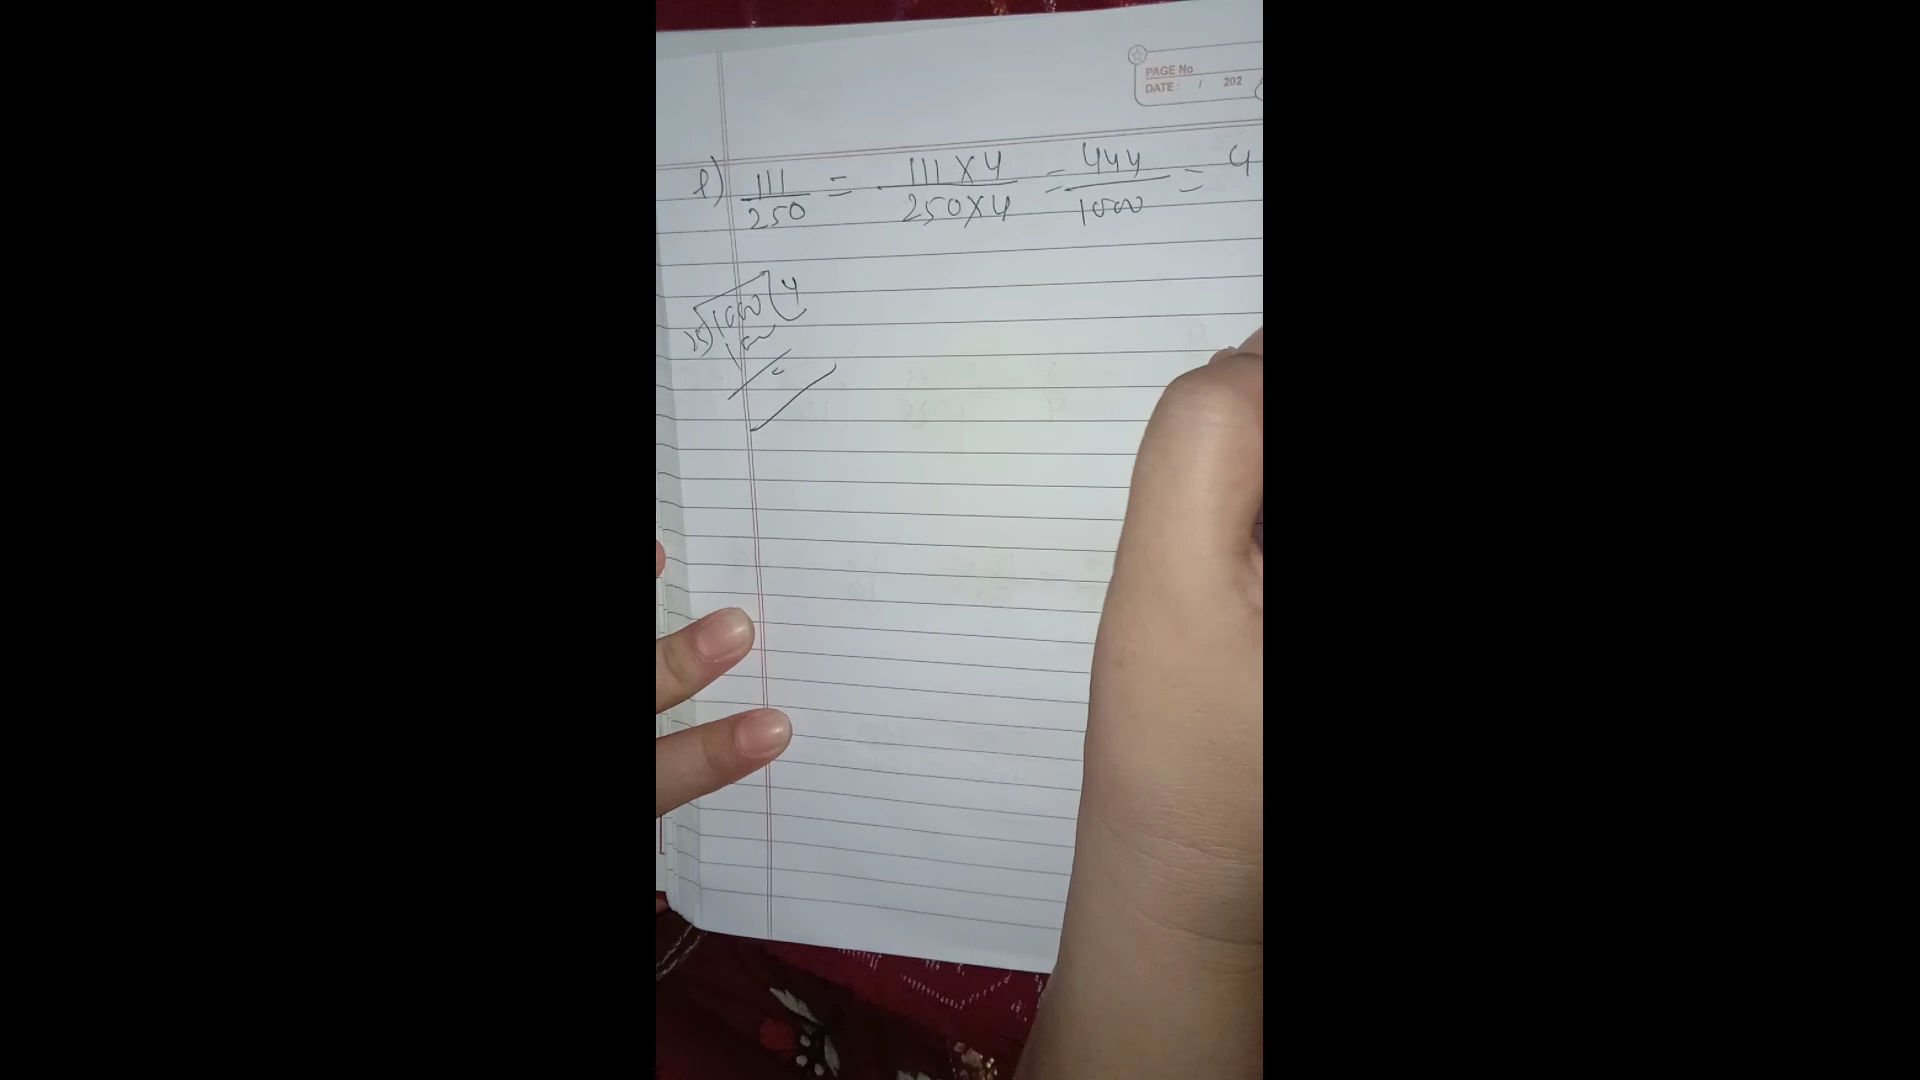 PAGE No
DATE : / 202
l) 111/250 = 111 X 4/250 X 4 = 444/1000 = 4
250) 1000 (4
1000
0